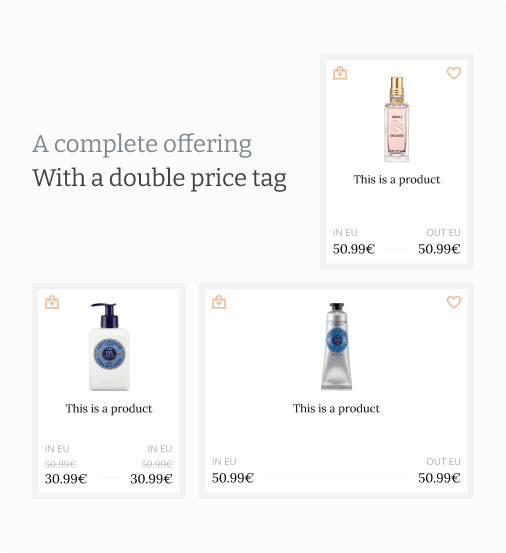 A complete offering
With a double price tag
This is a product
IN EU OUT EU
50.99€ 50.99€
This is a product
IN EU IN EU
50.99€ 50.99€
30.99€ 30.99€
This is a product
IN EU OUT EU
50.99€ 50.99€